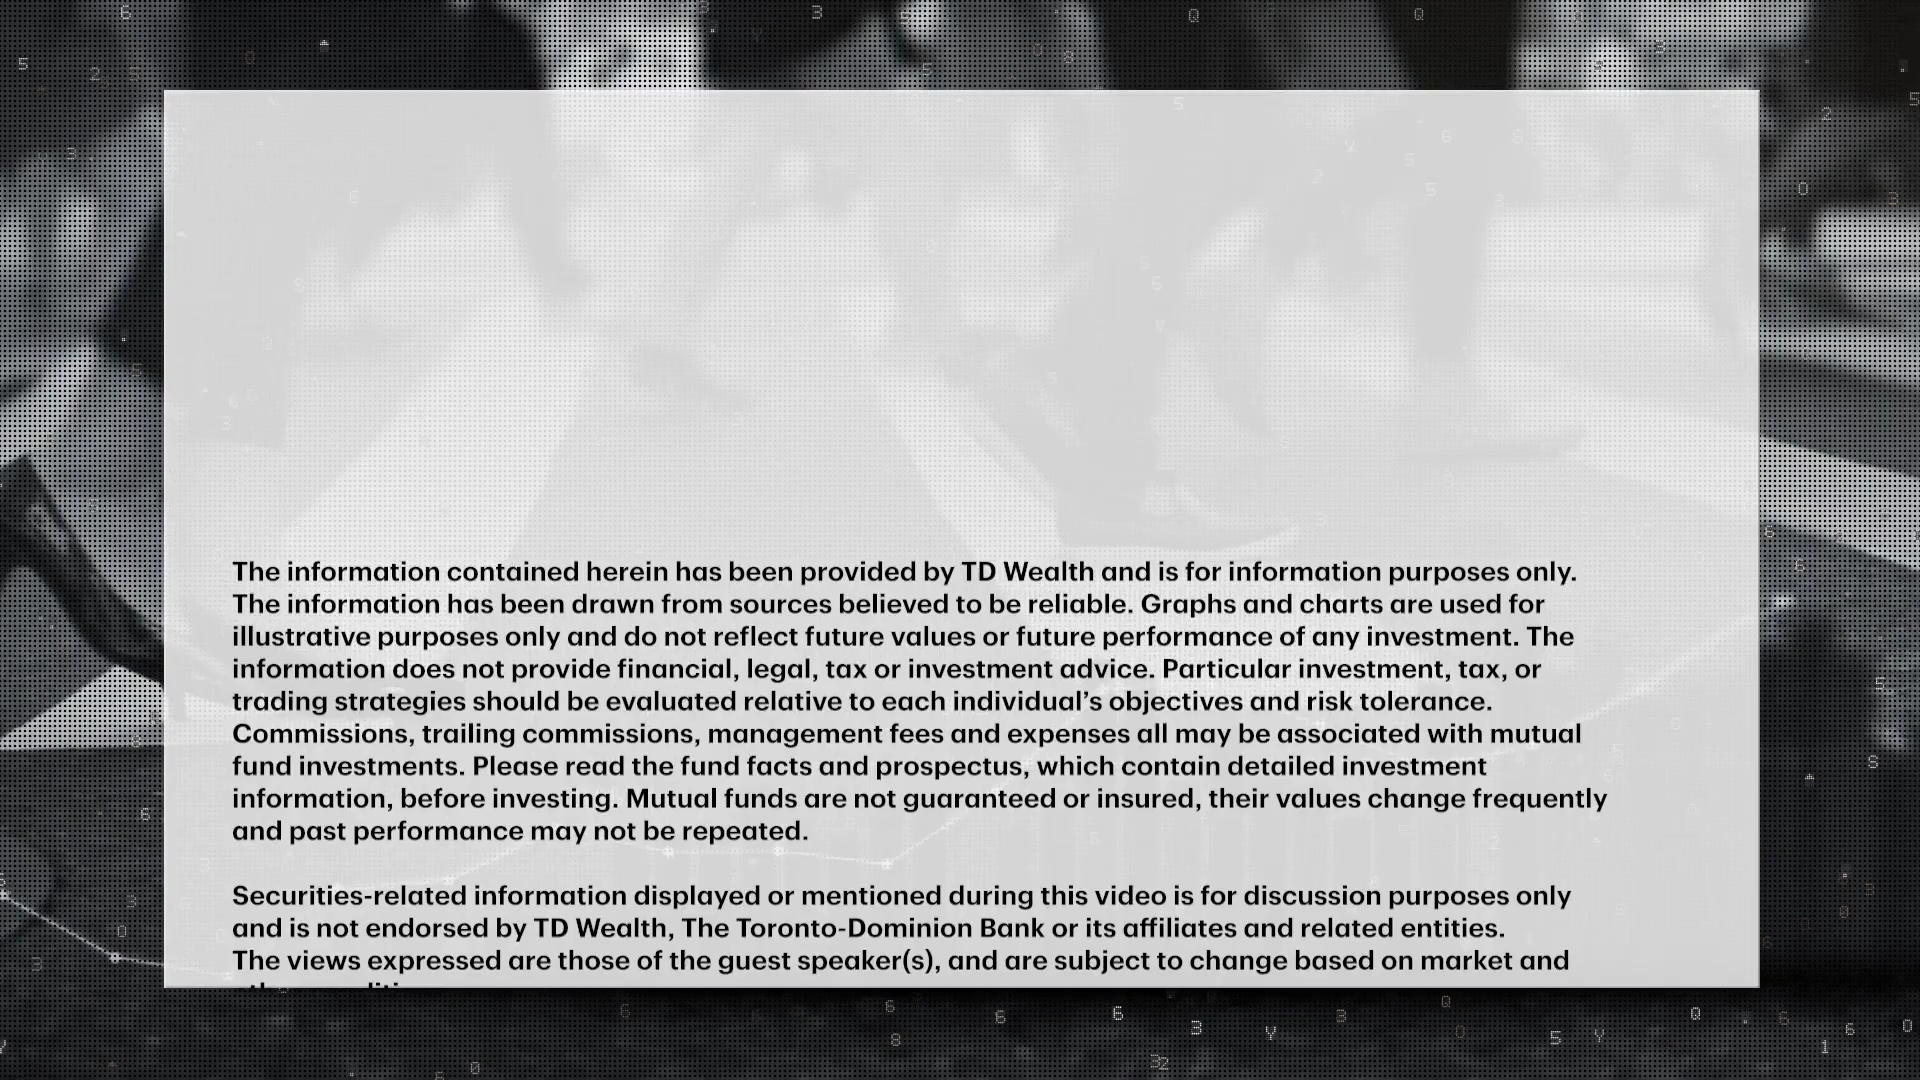 The information contained herein has been provided by TD Wealth and is for information purposes only.
The information has been drawn from sources believed to be reliable. Graphs and charts are used for
illustrative purposes only and do not reflect future values or future performance of any investment. The
information does not provide financial, legal, tax or investment advice. Particular investment, tax, or
trading strategies should be evaluated relative to each individual’s objectives and risk tolerance.
Commissions, trailing commissions, management fees and expenses all may be associated with mutual
fund investments. Please read the fund facts and prospectus, which contain detailed investment
information, before investing. Mutual funds are not guaranteed or insured, their values change frequently
and past performance may not be repeated.
Securities-related information displayed or mentioned during this video is for discussion purposes only
and is not endorsed by TD Wealth, The Toronto-Dominion Bank or its affiliates and related entities.
The views expressed are those of the guest speaker(s), and are subject to change based on market and